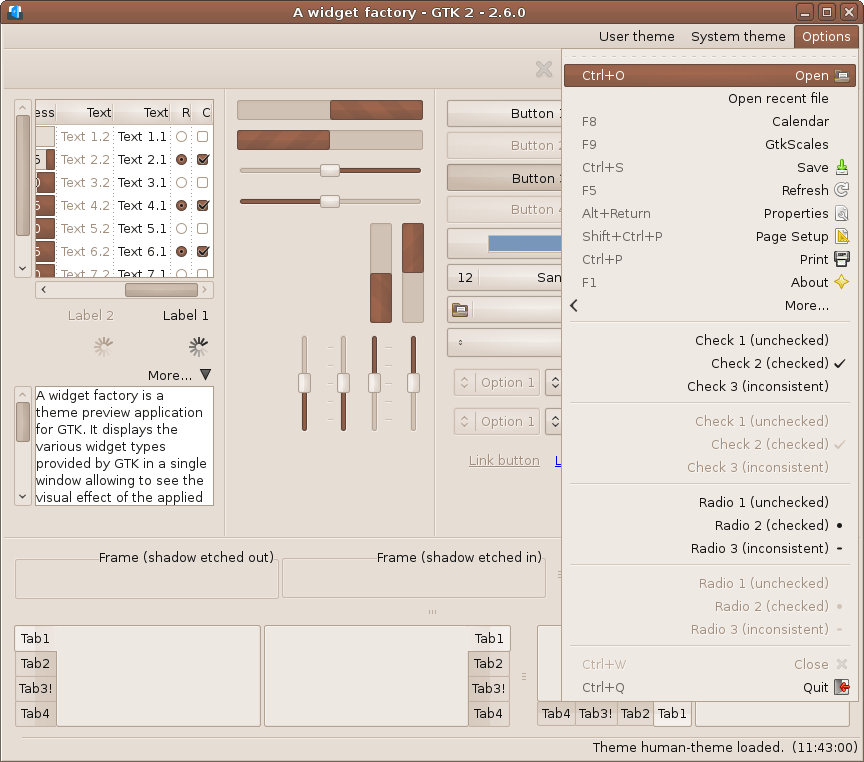 A widget factory - GTK 2 - 2.6.0
User theme System theme Options
ess Text Text R C
Text 1.2 Text 1.1
Text 2.2 Text 2.1
Text 3.2 Text 3.1
Text 4.2 Text 4.1
Text 5.2 Text 5.1
Text 6.2 Text 6.1
Text 7.2 Text 7.1
Label 2 Label 1
More...
A widget factory is a
theme preview application
for GTK. It displays the
various widget types
provided by GTK in a single
window allowing to see the
visual effect of the applied
Button
Button
Button
Button
12 San
Option 1
Option 1
Link button L
Ctrl+O Open
Open recent file
F8 Calendar
F9 GtkScales
Ctrl+S Save
F5 Refresh
Alt+Return Properties
Shift+Ctrl+P Page Setup
Ctrl+P Print
F1 About
More...
Check 1 (unchecked)
Check 2 (checked)
Check 3 (inconsistent)
Check 1 (unchecked)
Check 2 (checked)
Check 3 (inconsistent)
Radio 1 (unchecked)
Radio 2 (checked)
Radio 3 (inconsistent)
Radio 1 (unchecked)
Radio 2 (checked)
Radio 3 (inconsistent)
Ctrl+W Close
Ctrl+Q Quit
Frame (shadow etched out) Frame (shadow etched in)
Tab1
Tab2
Tab3!
Tab4
Tab1
Tab2
Tab3!
Tab4
Tab4 Tab3! Tab2 Tab1
Theme human-theme loaded. (11:43:00)